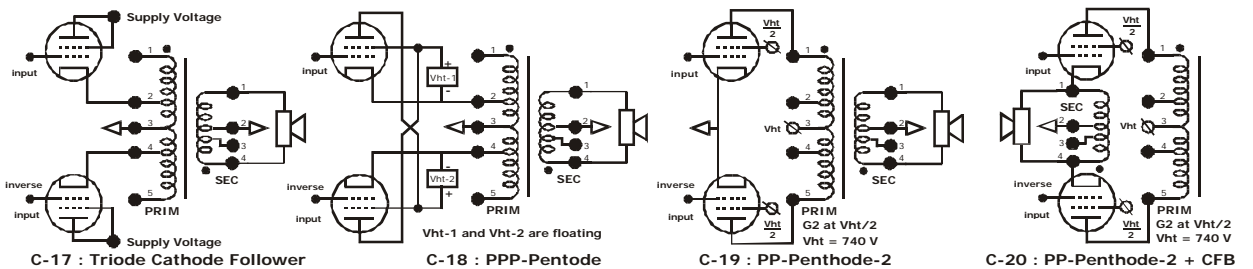 Supply Voltage
input
1
2
3
4
5
1
2
3
4
SEC
inverse
input
PRIM
Supply Voltage
C-17 : Triode Cathode Follower
input
Vht-1
+
-
1
2
3
4
5
1
2
3
4
SEC
inverse
input
Vht-2
-
+
PRIM
Vht-1 and Vht-2 are floating
C-18 : PPP-Pentode
input
Vht
2
1
2
Vht 3
4
5
1
2
3
4
SEC
inverse
input
Vht
2
PRIM
G2 at Vht/2
Vht = 740 V
C-19 : PP-Penthode-2
input
Vht
2
1
SEC
2
3
4
1
2
Vht 3
4
5
inverse
input
Vht
2
PRIM
G2 at Vht/2
Vht = 740 V
C-20 : PP-Penthode-2 + CFB